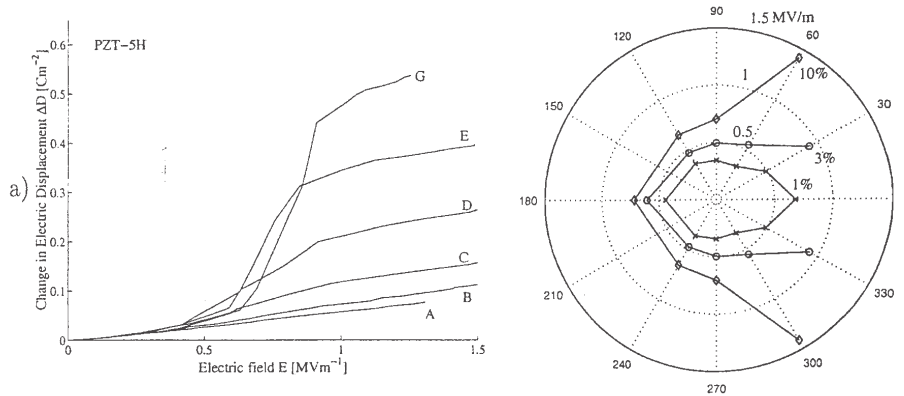 a)
PZT-5H
Change in Electric Displacement ΔD [Cm⁻²]
0.6
0.5
0.4
0.3
0.2
0.1
0
0
0.5
1
1.5
Electric field E [MVm⁻¹]
G
E
D
C
B
A
90
1.5 MV/m
120
60
10%
1
150
30
0.5
3%
1%
180
210
330
240
300
270